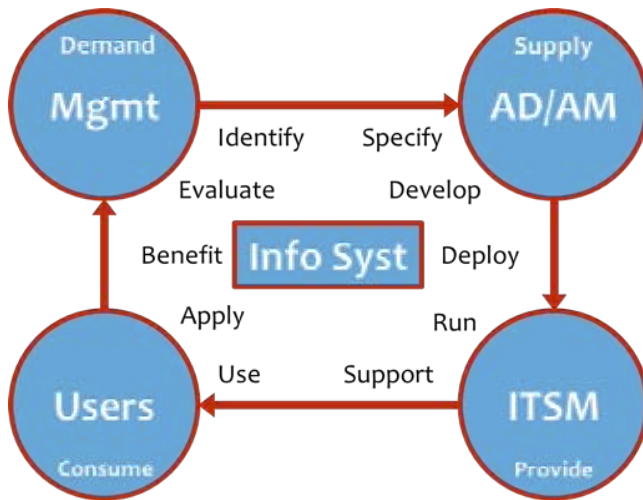 Demand
Mgmt
Supply
AD/AM
Identify
Specify
Evaluate
Develop
Benefit
Info Syst
Deploy
Apply
Run
Use
Support
Users
Consume
ITSM
Provide